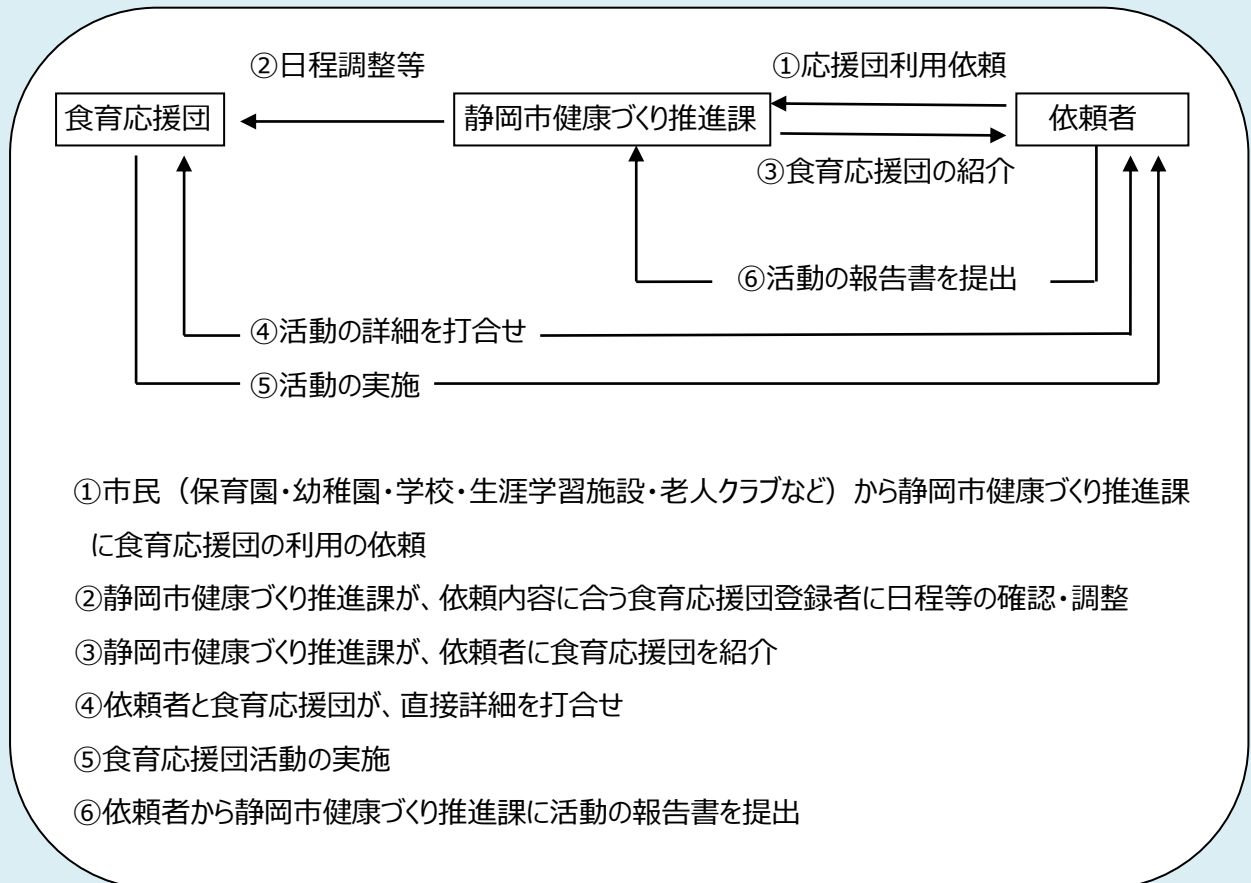 ②日程調整等
①応援団利用依頼
食育応援団
静岡市健康づくり推進課
依頼者
③食育応援団の紹介
⑥活動の報告書を提出
④活動の詳細を打合せ
⑤活動の実施
①市民（保育園・幼稚園・学校・生涯学習施設・老人クラブなど）から静岡市健康づくり推進課
に食育応援団の利用の依頼
②静岡市健康づくり推進課が、依頼内容に合う食育応援団登録者に日程等の確認・調整
③静岡市健康づくり推進課が、依頼者に食育応援団を紹介
④依頼者と食育応援団が、直接詳細を打合せ
⑤食育応援団活動の実施
⑥依頼者から静岡市健康づくり推進課に活動の報告書を提出